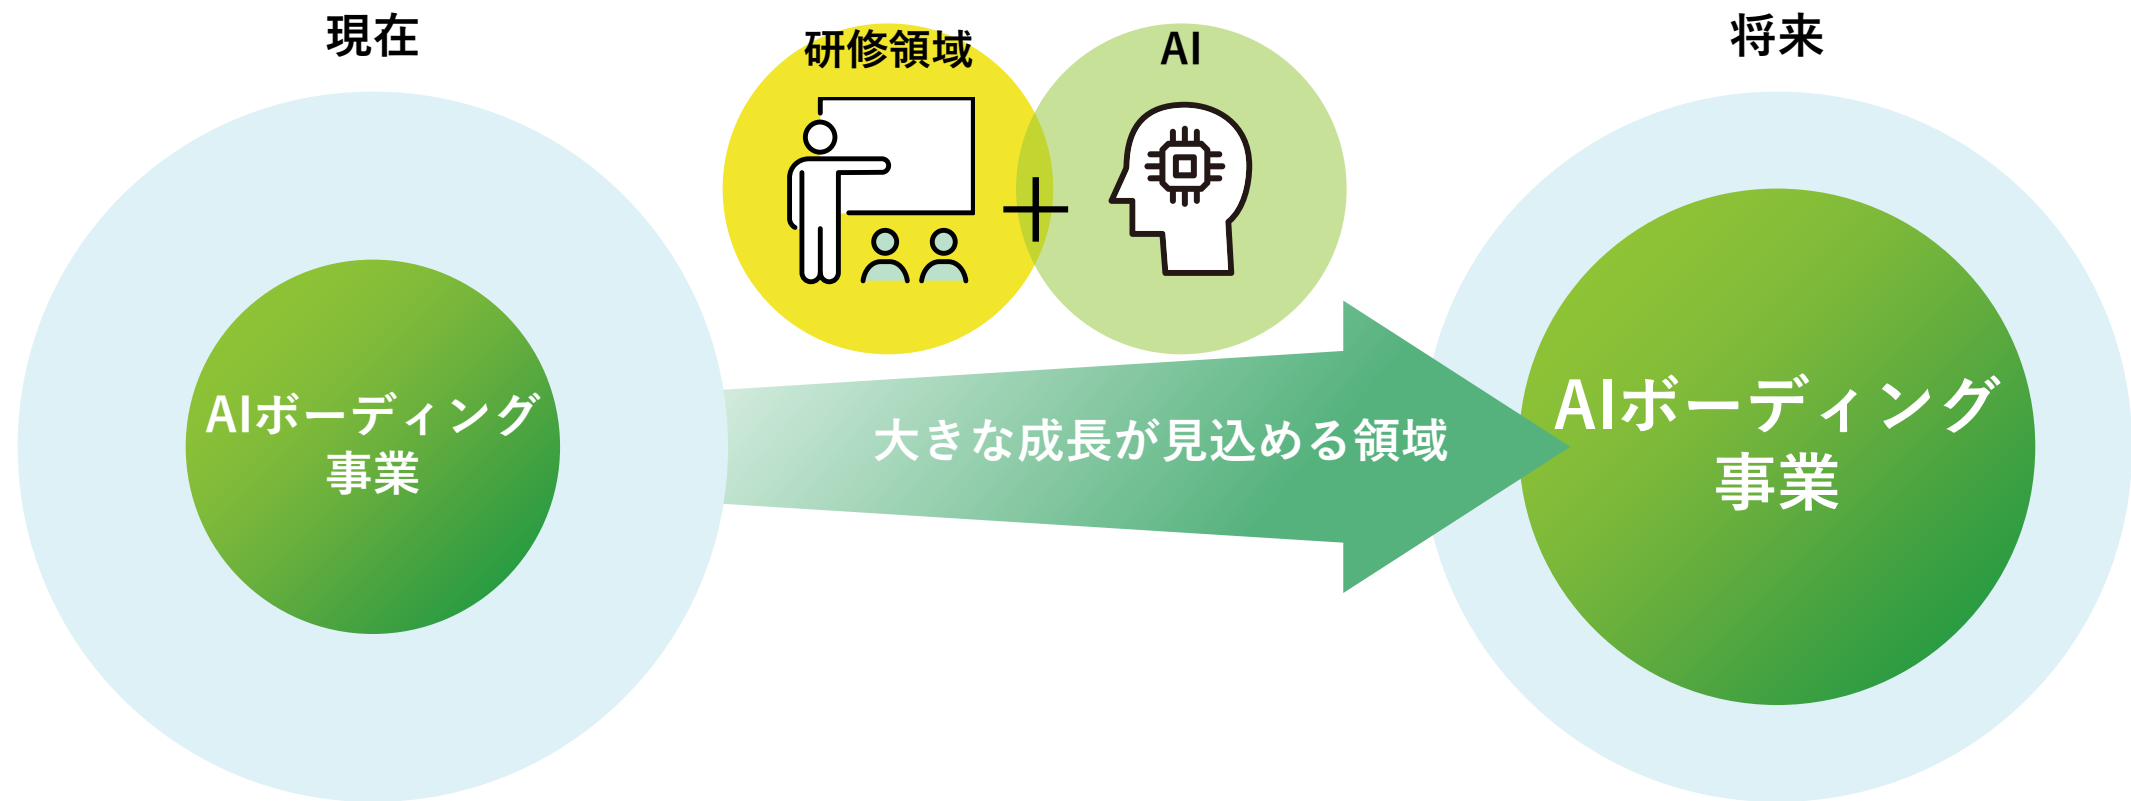 現在
研修領域
AI
将来
AIボーディング
事業
大きな成長が見込める領域
AIボーディング
事業